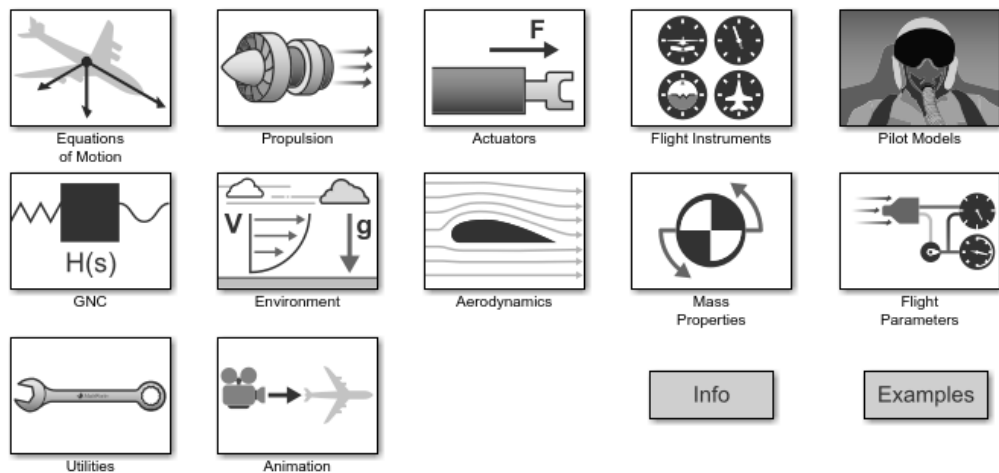 F
Equations
of Motion
Propulsion
Actuators
Flight Instruments
Pilot Models
H(s)
V
g
GNC
Environment
Aerodynamics
Mass
Properties
Flight
Parameters
Info
Examples
Utilities
Animation